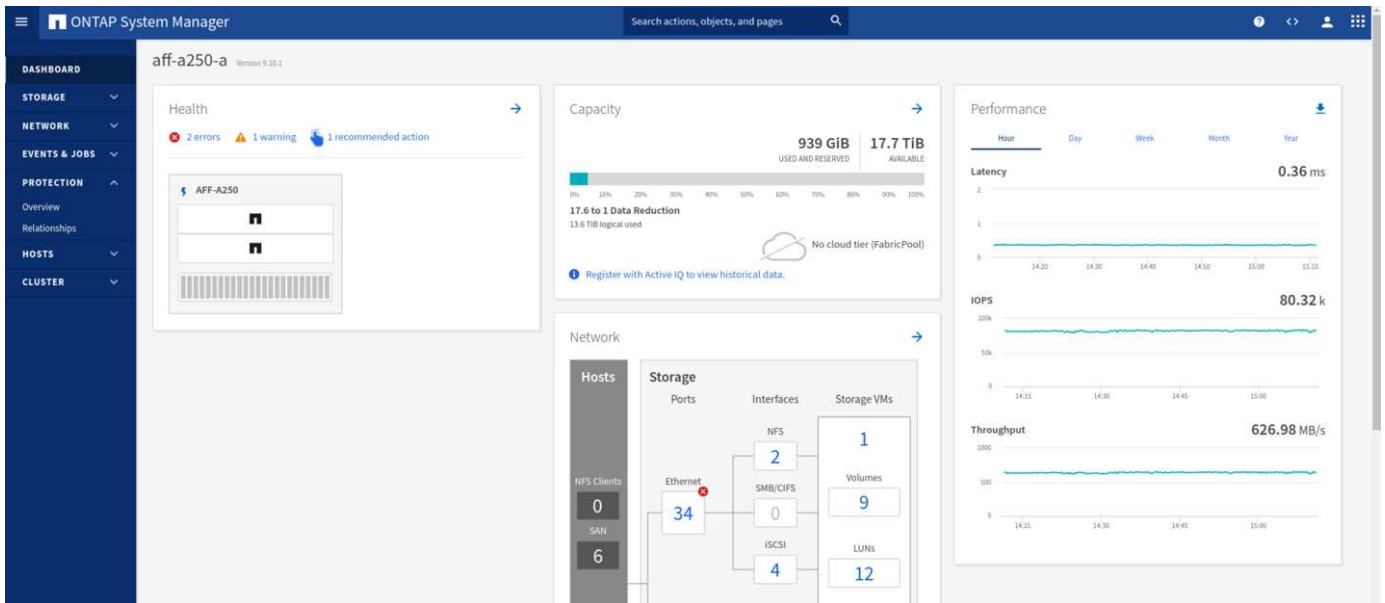 ONTAP System Manager
Search actions, objects, and pages
DASHBOARD
STORAGE
NETWORK
EVENTS & JOBS
PROTECTION
Overview
Relationships
HOSTS
CLUSTER
aff-a250-a Version 9.10.1
Health
2 errors 1 warning 1 recommended action
AFF-A250
Capacity
939 GiB 17.7 TiB
USED AND RESERVED AVAILABLE
0% 10% 20% 30% 40% 50% 60% 70% 80% 90% 100%
17.6 to 1 Data Reduction
13.6 TiB logical used
No cloud tier (FabricPool)
Register with Active IQ to view historical data.
Network
Hosts
NFS Clients
0
SAN
6
Storage
Ports Interfaces Storage VMs
Ethernet
34
NFS
2
SMB/CIFS
0
iSCSI
4
1
Volumes
9
LUNs
12
Performance
Hour Day Week Month Year
Latency 0.36 ms
2
1
0
14:20 14:30 14:40 14:50 15:00 15:10
IOPS 80.32 k
100k
50k
0
14:15 14:30 14:45 15:00
Throughput 626.98 MB/s
1000
500
0
14:15 14:30 14:45 15:00